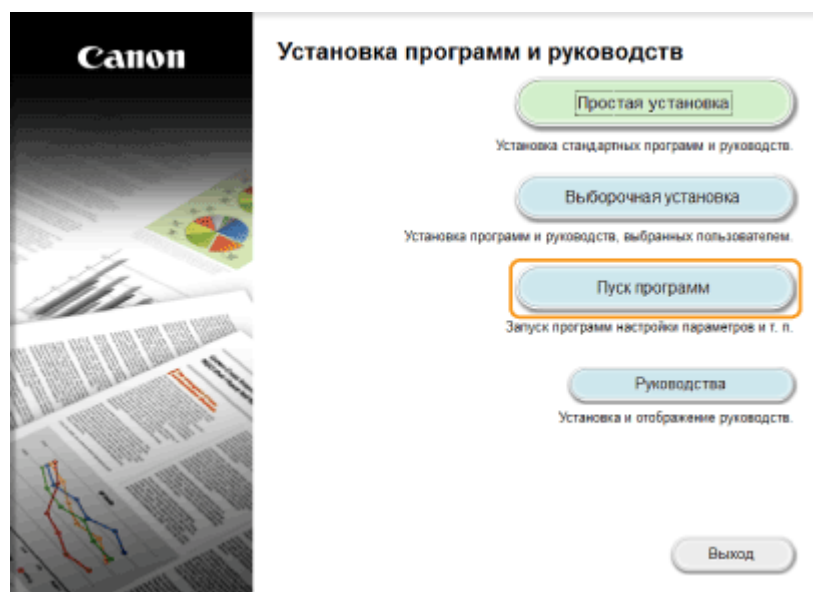 Canon
Установка программ и руководств
Простая установка
Установка стандартных программ и руководств.
Выборочная установка
Установка программ и руководств, выбранных пользователем.
Пуск программ
Запуск программ настройки параметров и т. п.
Руководства
Установка и отображение руководств.
Выход